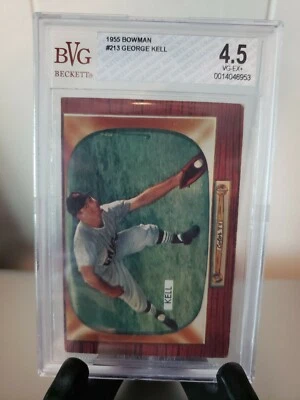 BVG
BECKETT
1955 BOWMAN
#213 GEORGE KELL
4.5
VG-EX+
0014046953
KELL